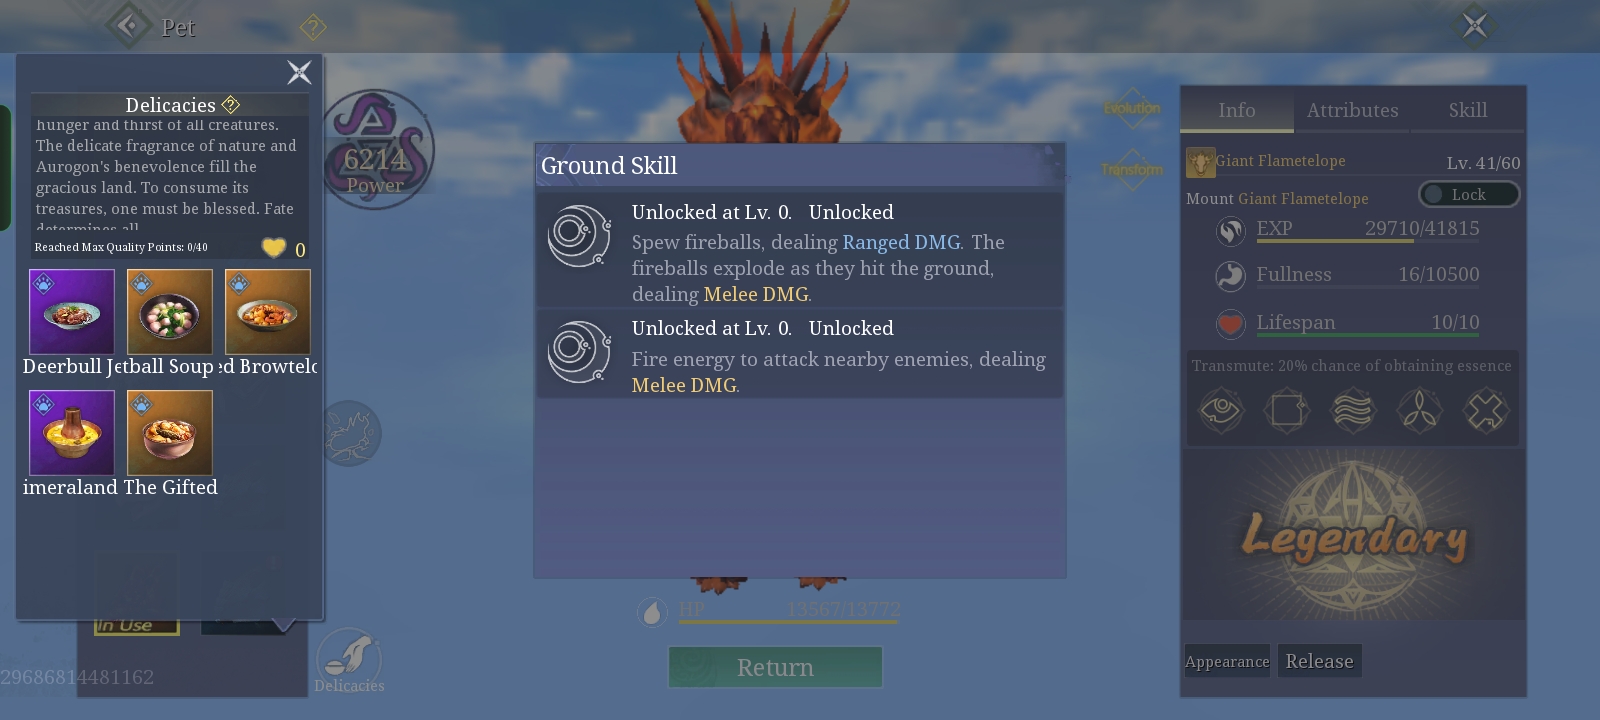 Pet
Delicacies
hunger and thirst of all creatures.
The delicate fragrance of nature and
Aurogon's benevolence fill the
gracious land. To consume its
treasures, one must be blessed. Fate
determines all
Reached Max Quality Points: 0/40
0
Deerbull Je
tball Soup
ed Browtelo
imeraland
The Gifted
In Use
29686814481162
6214
Power
Delicacies
Ground Skill
Unlocked at Lv. 0. Unlocked
Spew fireballs, dealing Ranged DMG. The
fireballs explode as they hit the ground,
dealing Melee DMG.
Unlocked at Lv. 0. Unlocked
Fire energy to attack nearby enemies, dealing
Melee DMG.
HP 13567/13772
Return
Evolution
Transform
Info Attributes Skill
Giant Flametelope Lv. 41/60
Mount Giant Flametelope Lock
EXP 29710/41815
Fullness 16/10500
Lifespan 10/10
Transmute: 20% chance of obtaining essence
Legendary
Appearance Release